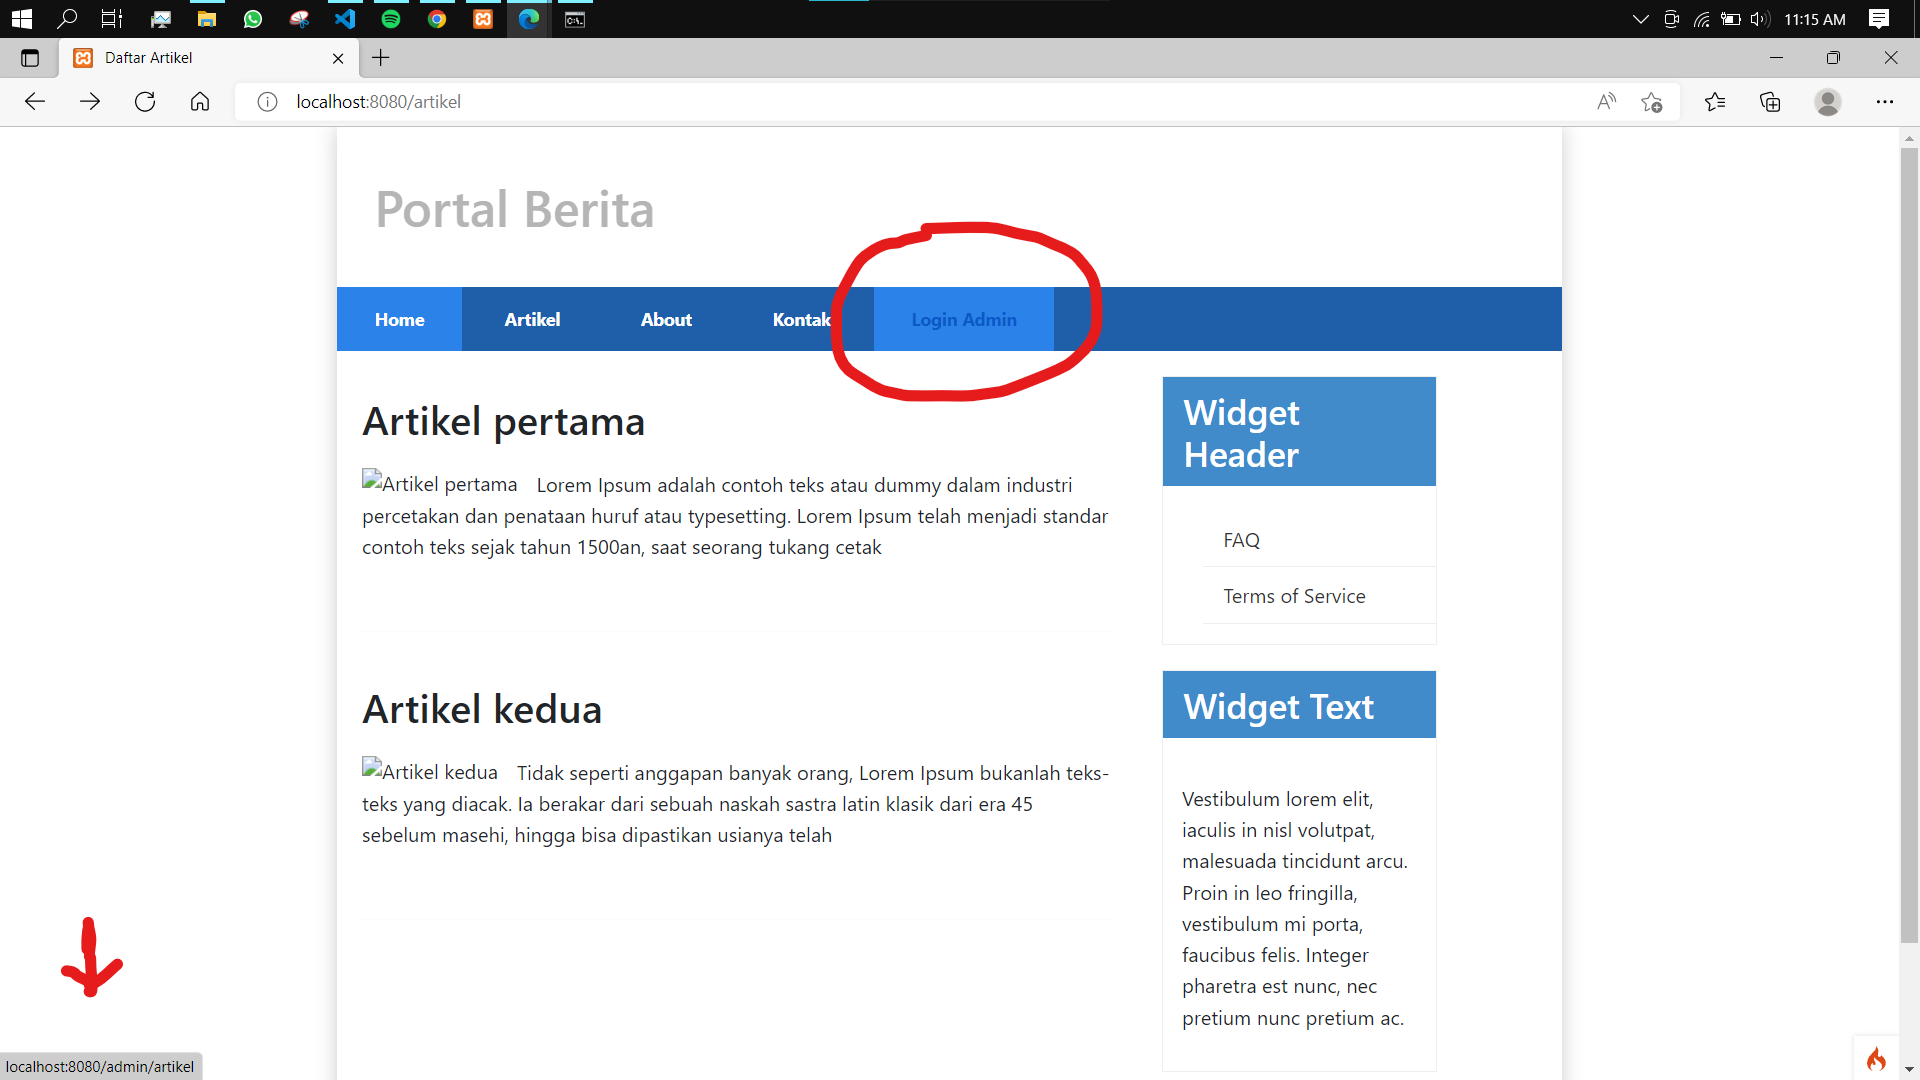 11:15 AM
Daftar Artikel
localhost:8080/artikel
Portal Berita
Home Artikel About Kontak Login Admin
Artikel pertama
Artikel pertama Lorem Ipsum adalah contoh teks atau dummy dalam industri
percetakan dan penataan huruf atau typesetting. Lorem Ipsum telah menjadi standar
contoh teks sejak tahun 1500an, saat seorang tukang cetak
Artikel kedua
Artikel kedua Tidak seperti anggapan banyak orang, Lorem Ipsum bukanlah teks-
teks yang diacak. Ia berakar dari sebuah naskah sastra latin klasik dari era 45
sebelum masehi, hingga bisa dipastikan usianya telah
Widget
Header
FAQ
Terms of Service
Widget Text
Vestibulum lorem elit,
iaculis in nisl volutpat,
malesuada tincidunt arcu.
Proin in leo fringilla,
vestibulum mi porta,
faucibus felis. Integer
pharetra est nunc, nec
pretium nunc pretium ac.
localhost:8080/admin/artikel